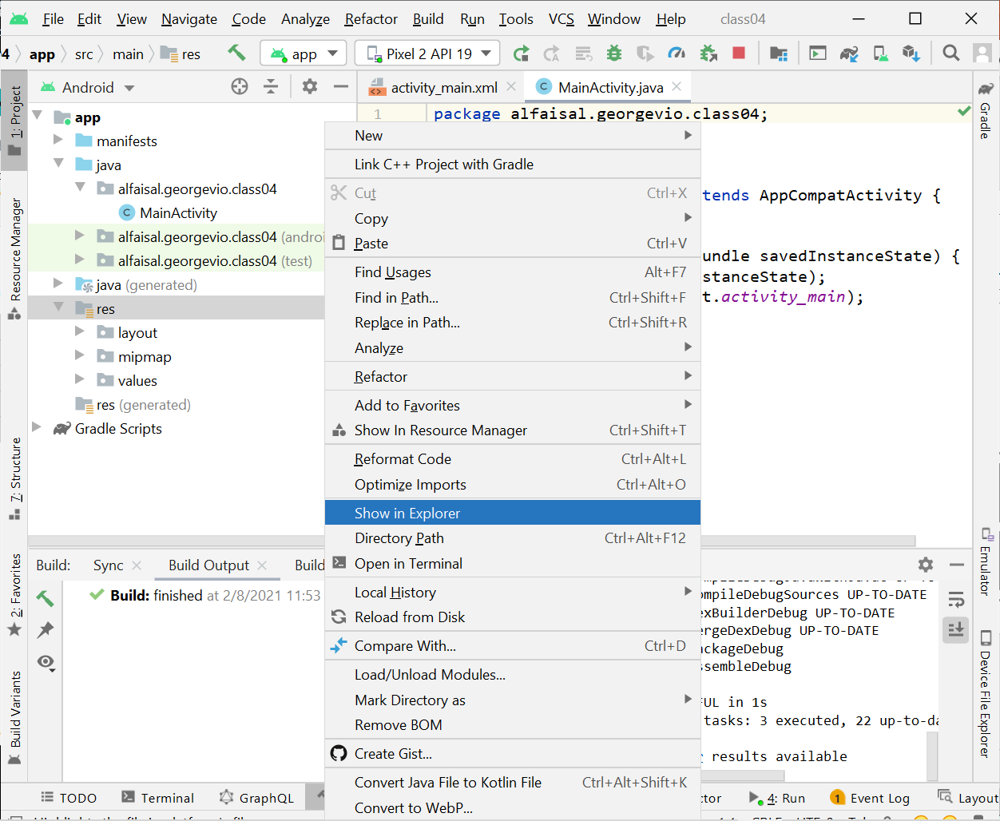 File Edit View Navigate Code Analyze Refactor Build Run Tools VCS Window Help class04
4 app src main res app Pixel 2 API 19
Android
activity_main.xml MainActivity.java
1: Project
Resource Manager
7: Structure
2: Favorites
Build Variants
app
manifests
java
alfaisal.georgevio.class04
MainActivity
alfaisal.georgevio.class04 (androi
alfaisal.georgevio.class04 (test)
java (generated)
res
layout
mipmap
values
res (generated)
Gradle Scripts
1 package alfaisal.georgevio.class04;
tends AppCompatActivity {
undle savedInstanceState) {
stanceState);
t.activity_main);
New
Link C++ Project with Gradle
Cut Ctrl+X
Copy
Paste Ctrl+V
Find Usages Alt+F7
Find in Path... Ctrl+Shift+F
Replace in Path... Ctrl+Shift+R
Analyze
Refactor
Add to Favorites
Show In Resource Manager Ctrl+Shift+T
Reformat Code Ctrl+Alt+L
Optimize Imports Ctrl+Alt+O
Show in Explorer
Directory Path Ctrl+Alt+F12
Open in Terminal
Local History
Reload from Disk
Compare With... Ctrl+D
Load/Unload Modules...
Mark Directory as
Remove BOM
Create Gist...
Convert Java File to Kotlin File Ctrl+Alt+Shift+K
Convert to WebP...
Gradle
Emulator
Device File Explorer
Build: Sync Build Output Build
Build: finished at 2/8/2021 11:53
ompileDebugSources UP-TO-DATE
exBuilderDebug UP-TO-DATE
ergeDexDebug UP-TO-DATE
ackageDebug
ssembleDebug
FUL in 1s
tasks: 3 executed, 22 up-to-da
results available
TODO Terminal GraphQL ctor 4: Run 1 Event Log Layout